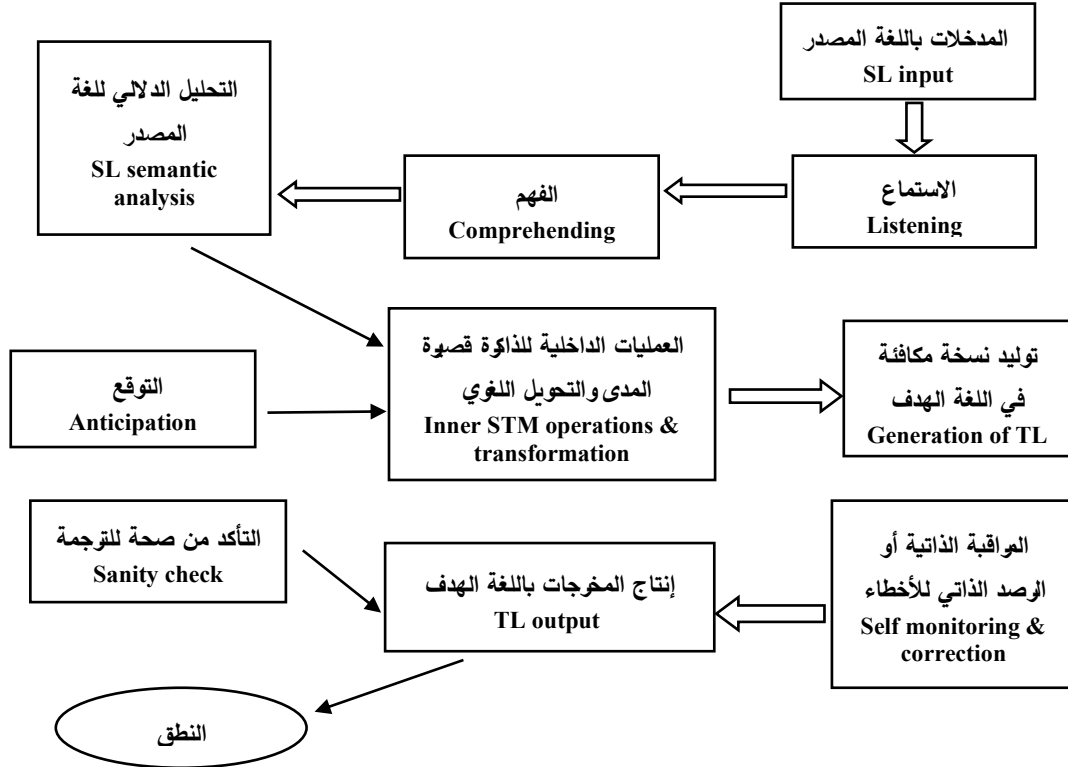 المدخلات باللغة المصدر
SL input
الاستماع
Listening
الفهم
Comprehending
التحليل الدلالي للغة
المصدر
SL semantic
analysis
العمليات الداخلية للذاكرة قصيرة
المدى والتحويل اللغوي
Inner STM operations &
transformation
التوقع
Anticipation
توليد نسخة مكافئة
في اللغة الهدف
Generation of TL
المراقبة الذاتية أو
الرصد الذاتي للأخطاء
Self monitoring &
correction
إنتاج المخرجات باللغة الهدف
TL output
التأكد من صحة للترجمة
Sanity check
النطق